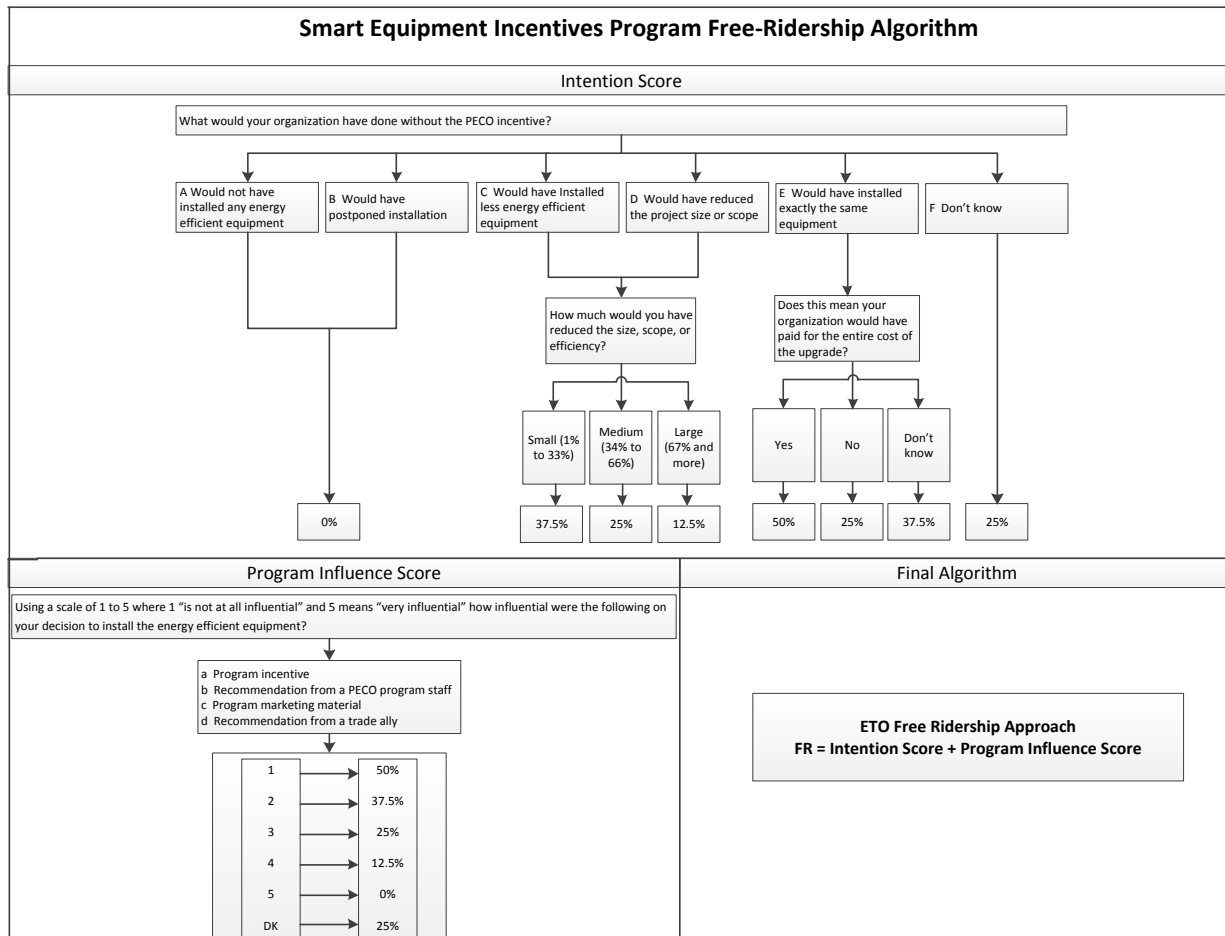 Smart Equipment Incentives Program Free-Ridership Algorithm
Intention Score
What would your organization have done without the PECO incentive?
A Would not have
installed any energy
efficient equipment
B Would have
postponed installation
C Would have Installed
less energy efficient
equipment
D Would have reduced
the project size or scope
E Would have installed
exactly the same
equipment
F Don’t know
How much would you have
reduced the size, scope, or
efficiency?
Does this mean your
organization would have
paid for the entire cost of
the upgrade?
Small (1%
to 33%)
Medium
(34% to
66%)
Large
(67% and
more)
Yes
No
Don’t
know
0%
37.5%
25%
12.5%
50%
25%
37.5%
25%
Program Influence Score
Using a scale of 1 to 5 where 1 “is not at all influential” and 5 means “very influential” how influential were the following on
your decision to install the energy efficient equipment?
a Program incentive
b Recommendation from a PECO program staff
c Program marketing material
d Recommendation from a trade ally
1 50%
2 37.5%
3 25%
4 12.5%
5 0%
DK 25%
Final Algorithm
ETO Free Ridership Approach
FR = Intention Score + Program Influence Score